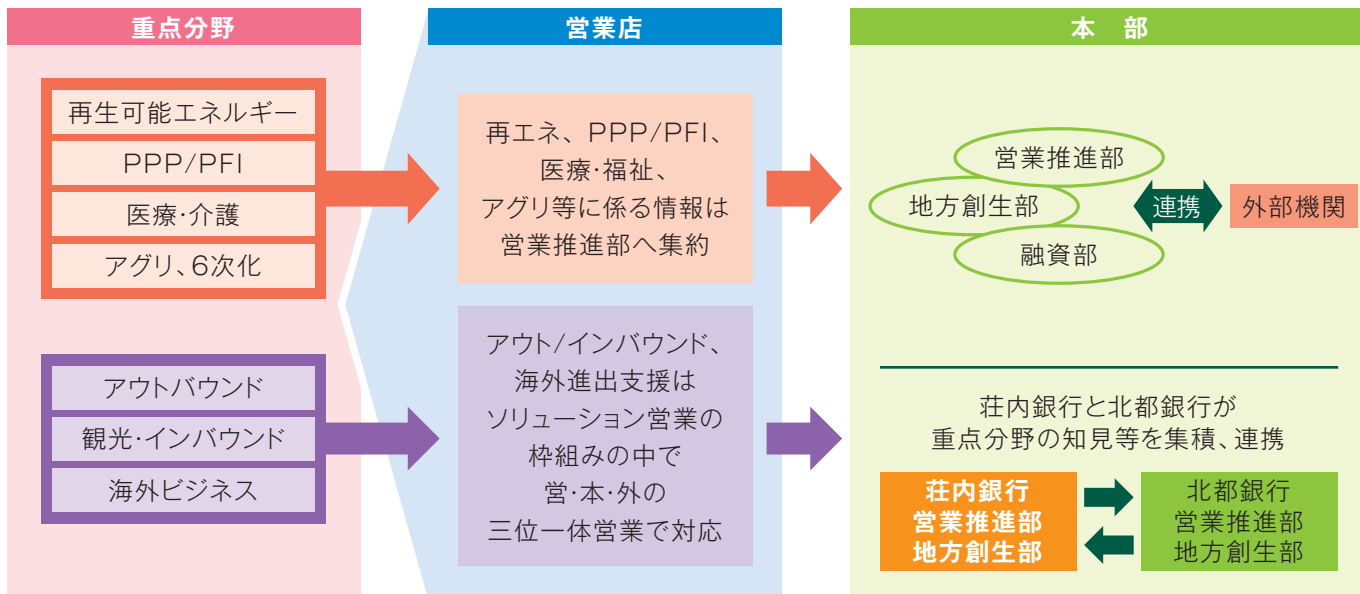 重点分野
再生可能エネルギー
PPP/PFI
医療・介護
アグリ、6次化
アウトバウンド
観光・インバウンド
海外ビジネス
営業店
再エネ、PPP/PFI、
医療・福祉、
アグリ等に係る情報は
営業推進部へ集約
アウト/インバウンド、
海外進出支援は
ソリューション営業の
枠組みの中で
営・本・外の
三位一体営業で対応
本　部
営業推進部
地方創生部
融資部
連携
外部機関
荘内銀行と北都銀行が
重点分野の知見等を集積、連携
荘内銀行
営業推進部
地方創生部
北都銀行
営業推進部
地方創生部